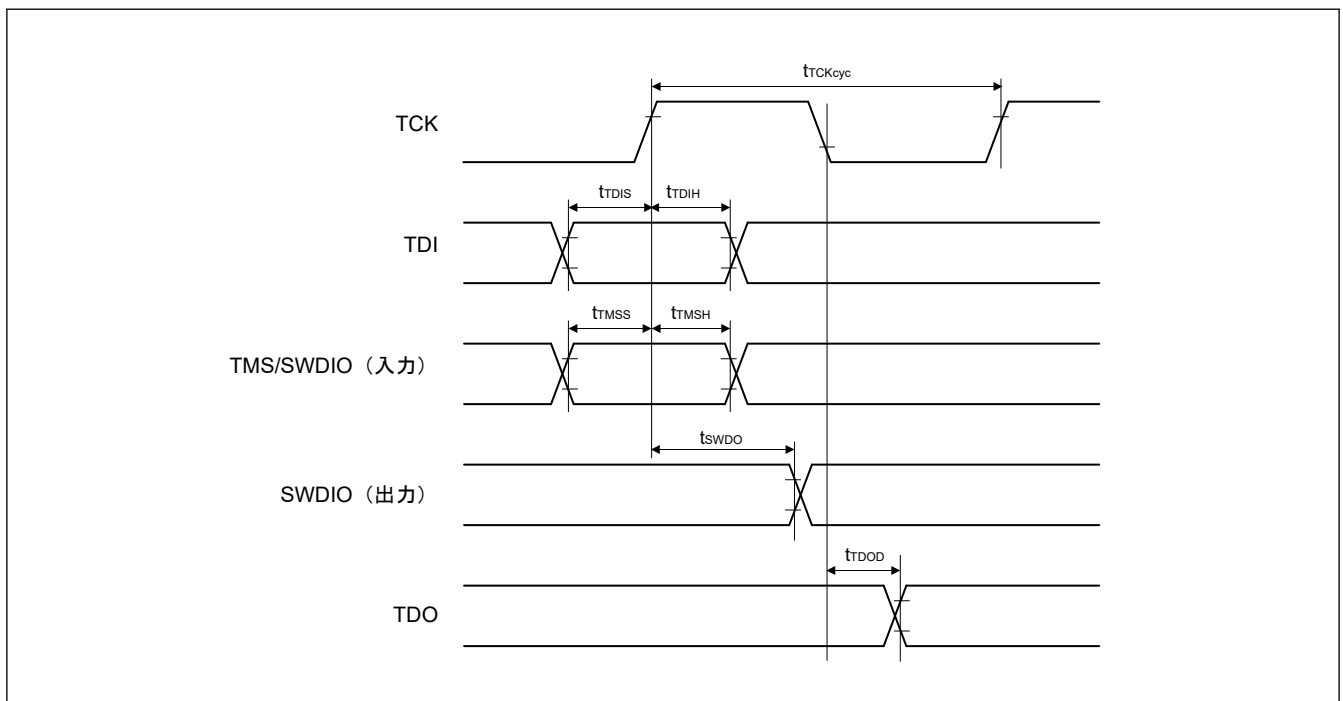 tTCKcyc
TCK
tTDIS tTDIH
TDI
tTMSS tTMSH
TMS/SWDIO（入力）
tSWDO
SWDIO（出力）
tTDOD
TDO